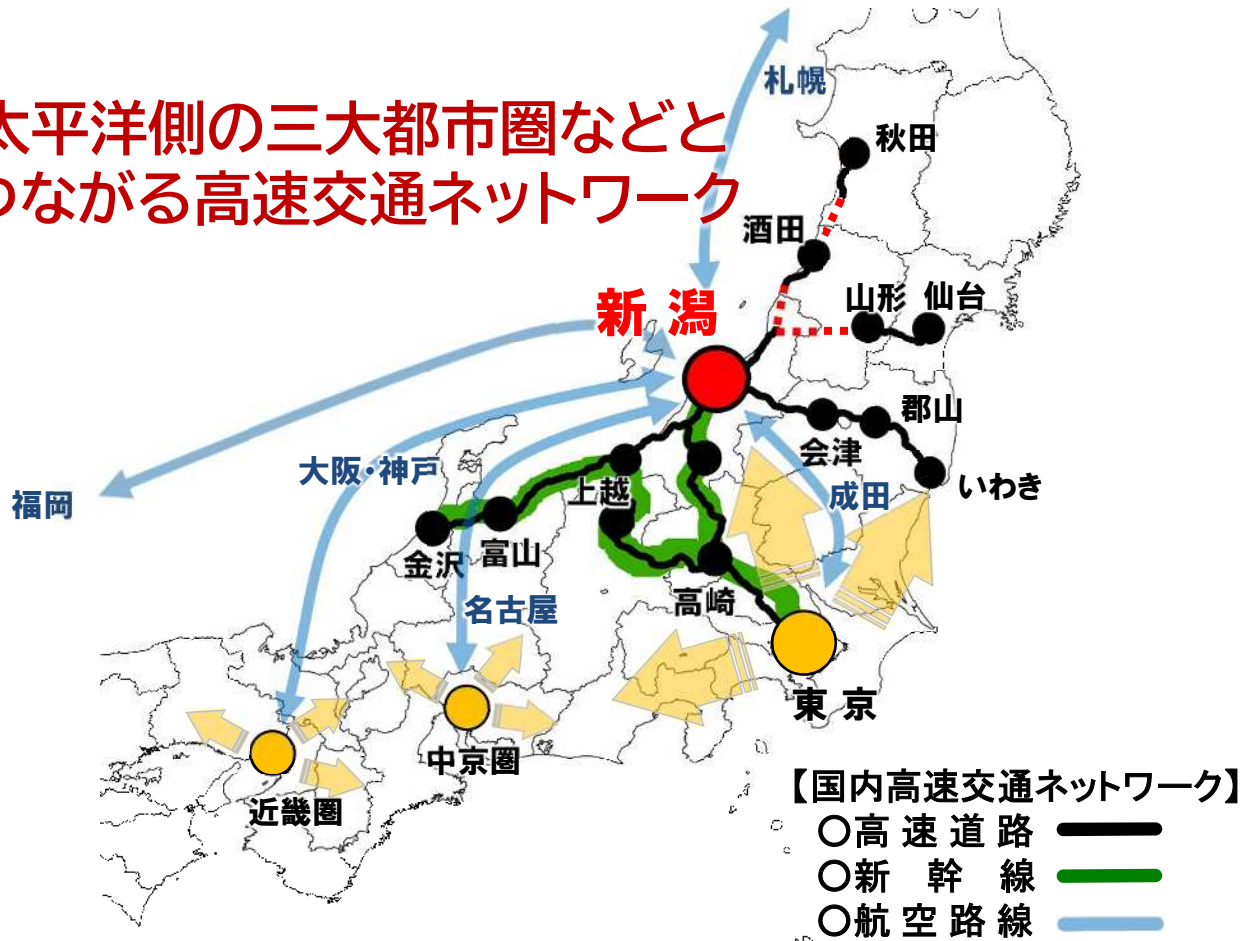 太平洋側の三大都市圏などと
つながる高速交通ネットワーク
札幌
秋田
酒田
山形 仙台
新潟
郡山
会津
いわき
大阪・神戸
福岡
成田
上越
金沢 富山
高崎
名古屋
東京
中京圏
近畿圏
【国内高速交通ネットワーク】
○高速道路
○新幹線
○航空路線